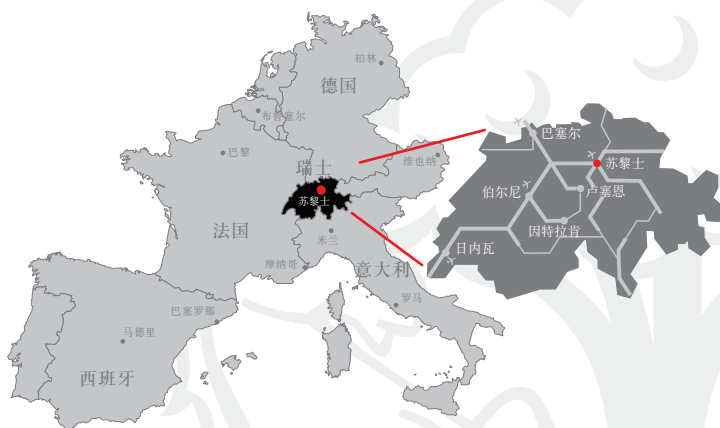 柏林
德国
布鲁塞尔
巴塞尔
巴黎
维也纳
苏黎士
瑞士
伯尔尼
卢塞恩
苏黎士
法国
因特拉肯
米兰
日内瓦
摩纳哥
意大利
罗马
巴塞罗那
马德里
西班牙